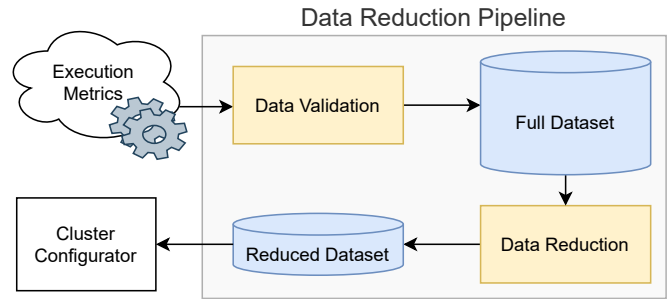 Data Reduction Pipeline
Execution
Metrics
Data Validation
Full Dataset
Cluster
Configurator
Reduced Dataset
Data Reduction